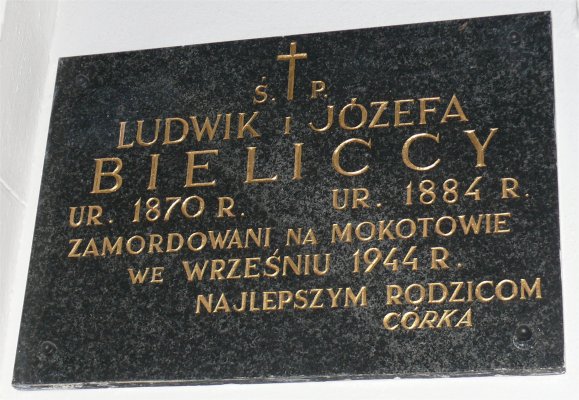 Ś. P.
LUDWIK i JÓZEFA
BIELICCY
UR. 1870 R. UR. 1884 R.
ZAMORDOWANI NA MOKOTOWIE
WE WRZEŚNIU 1944 R.
NAJLEPSZYM RODZICOM
CÓRKA